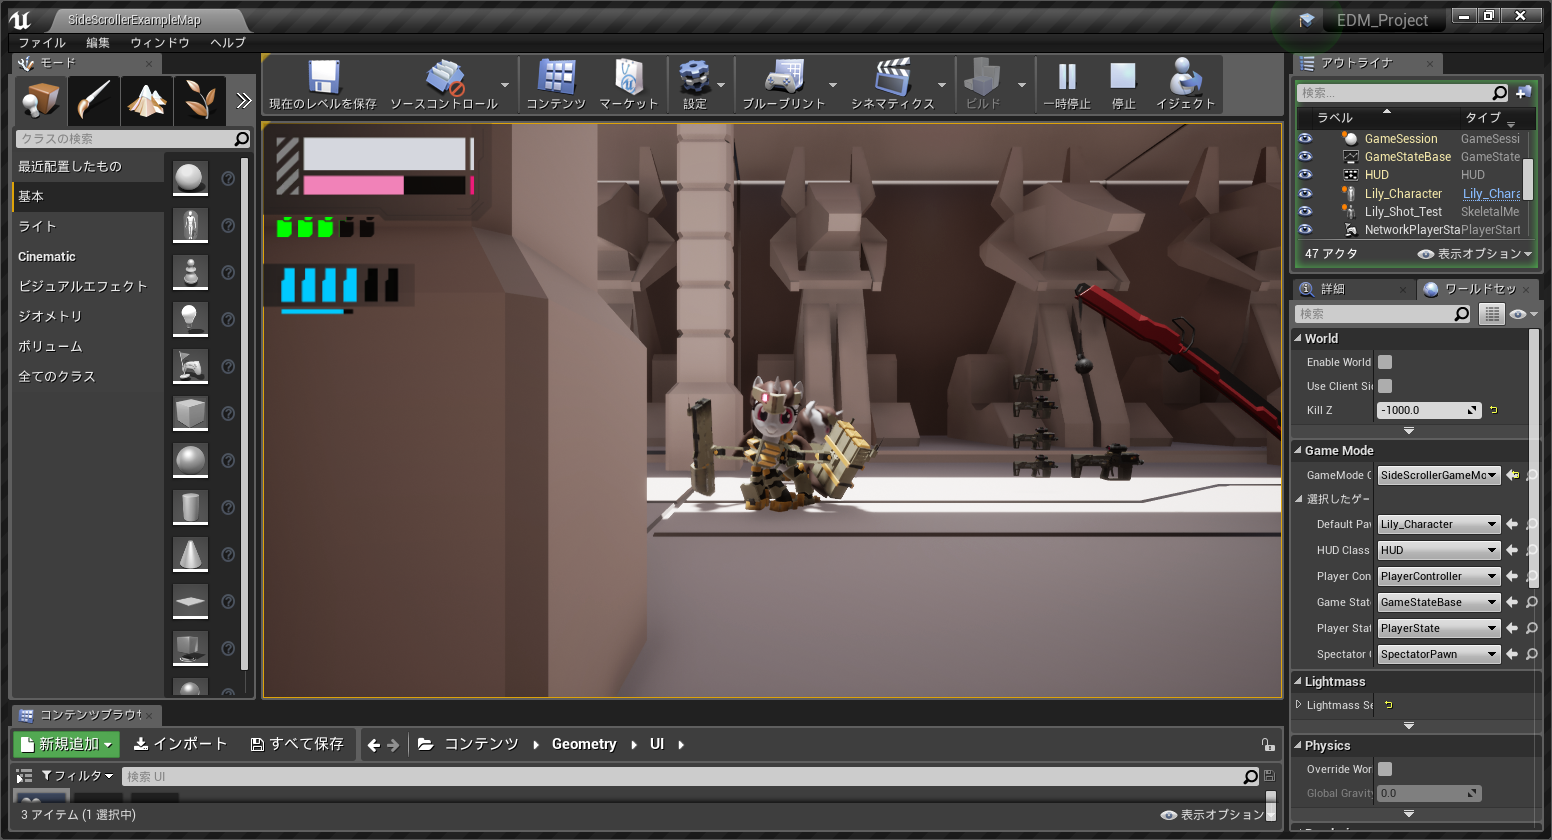 SideScrollerExampleMap
EDM_Project
ファイル 編集 ウィンドウ ヘルプ
モード
クラスの検索
最近配置したもの
基本
ライト
Cinematic
ビジュアルエフェクト
ジオメトリ
ボリューム
全てのクラス
現在のレベルを保存
ソースコントロール
コンテンツ
マーケット
設定
ブループリント
シネマティクス
ビルド
一時停止
停止
イジェクト
アウトライナ
検索...
ラベル タイプ
GameSession GameSessi
GameStateBase GameState
HUD HUD
Lily_Character Lily_Chara
Lily_Shot_Test SkeletalMe
NetworkPlayerSta PlayerStart
47 アクタ 表示オプション
詳細 ワールドセッ
検索
World
Enable World
Use Client Si
Kill Z -1000.0
Game Mode
GameMode SideScrollerGameMo
選択したゲー
Default Pa Lily_Character
HUD Class HUD
Player Con PlayerController
Game Stat GameStateBase
Player Stat PlayerState
Spectator SpectatorPawn
Lightmass
Lightmass Se
Physics
Override Wor
Global Gravity 0.0
コンテンツブラウザ
新規追加 インポート すべて保存 コンテンツ Geometry UI
フィルタ 検索 UI
3 アイテム (1 選択中) 表示オプション